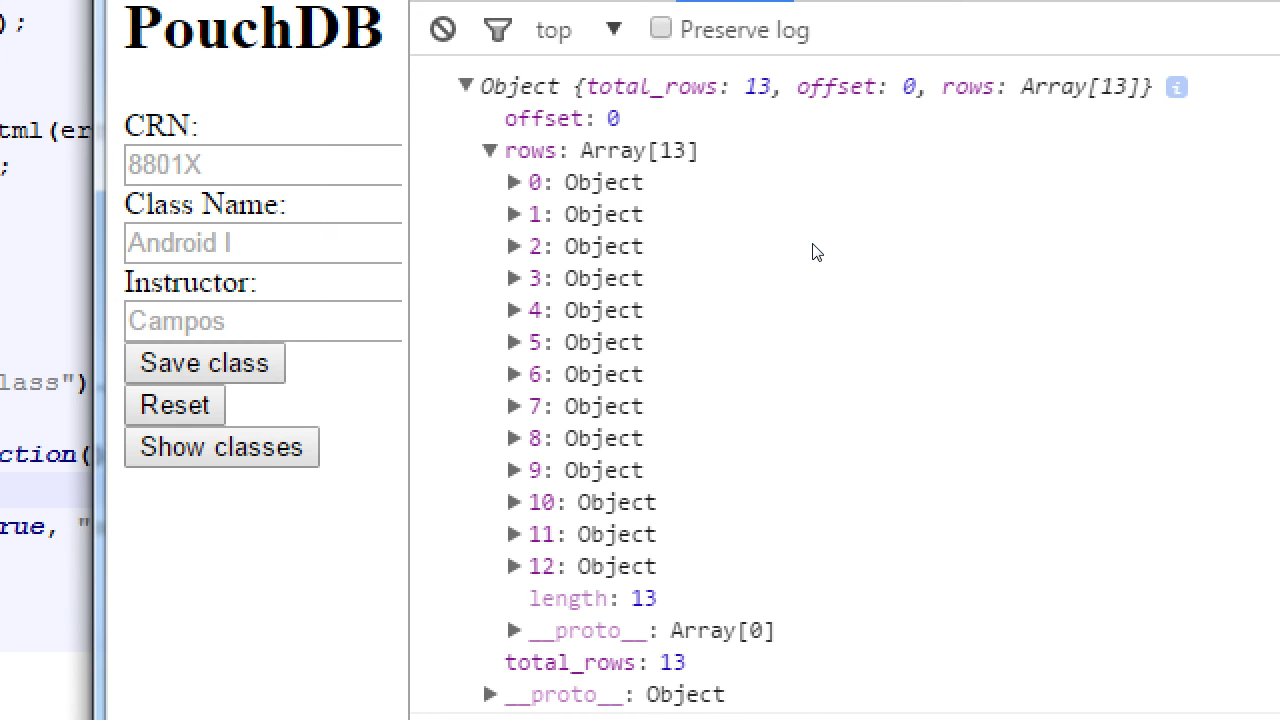 );
tml(er
;
lass")
ction(
rue, "
PouchDB
CRN:
8801X
Class Name:
Android I
Instructor:
Campos
Save class
Reset
Show classes
top
Preserve log
Object {total_rows: 13, offset: 0, rows: Array[13]}
offset: 0
rows: Array[13]
0: Object
1: Object
2: Object
3: Object
4: Object
5: Object
6: Object
7: Object
8: Object
9: Object
10: Object
11: Object
12: Object
length: 13
__proto__: Array[0]
total_rows: 13
__proto__: Object